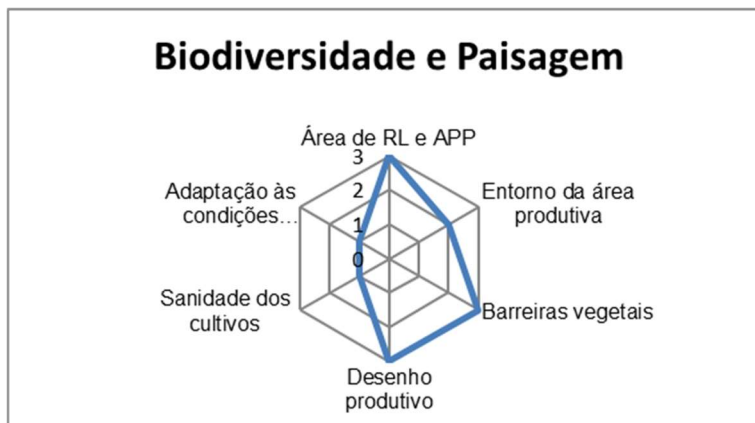 Biodiversidade e Paisagem
Área de RL e APP
3
2
1
0
Entorno da área
produtiva
Barreiras vegetais
Desenho
produtivo
Sanidade dos
cultivos
Adaptação às
condições...